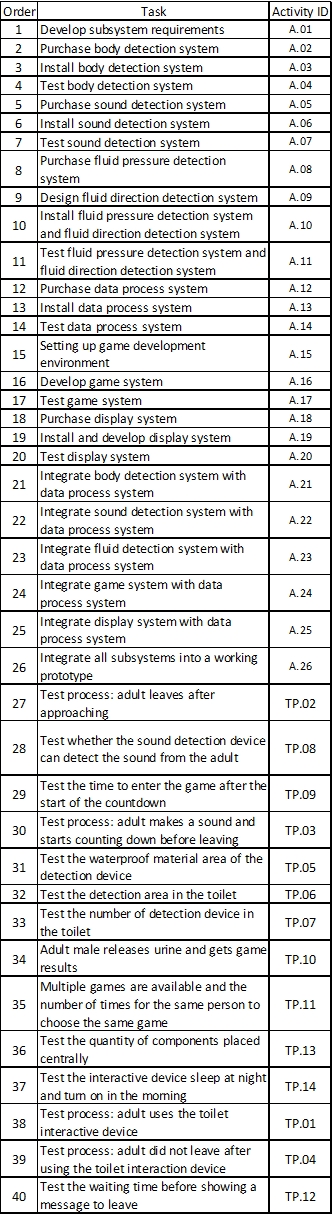 Order Task Activity ID
1 Develop subsystem requirements A.01
2 Purchase body detection system A.02
3 Install body detection system A.03
4 Test body detection system A.04
5 Purchase sound detection system A.05
6 Install sound detection system A.06
7 Test sound detection system A.07
8 Purchase fluid pressure detection
system A.08
9 Design fluid direction detection system A.09
10 Install fluid pressure detection system
and fluid direction detection system A.10
11 Test fluid pressure detection system and
fluid direction detection system A.11
12 Purchase data process system A.12
13 Install data process system A.13
14 Test data process system A.14
15 Setting up game development
environment A.15
16 Develop game system A.16
17 Test game system A.17
18 Purchase display system A.18
19 Install and develop display system A.19
20 Test display system A.20
21 Integrate body detection system with
data process system A.21
22 Integrate sound detection system with
data process system A.22
23 Integrate fluid detection system with
data process system A.23
24 Integrate game system with data
process system A.24
25 Integrate display system with data
process system A.25
26 Integrate all subsystems into a working
prototype A.26
27 Test process: adult leaves after
approaching TP.02
28 Test whether the sound detection device
can detect the sound from the adult TP.08
29 Test the time to enter the game after the
start of the countdown TP.09
30 Test process: adult makes a sound and
starts counting down before leaving TP.03
31 Test the waterproof material area of the
detection device TP.05
32 Test the detection area in the toilet TP.06
33 Test the number of detection device in
the toilet TP.07
34 Adult male releases urine and gets game
results TP.10
35 Multiple games are available and the
number of times for the same person to
choose the same game TP.11
36 Test the quantity of components placed
centrally TP.13
37 Test the interactive device sleep at night
and turn on in the morning TP.14
38 Test process: adult uses the toilet
interactive device TP.01
39 Test process: adult did not leave after
using the toilet interaction device TP.04
40 Test the waiting time before showing a
message to leave TP.12